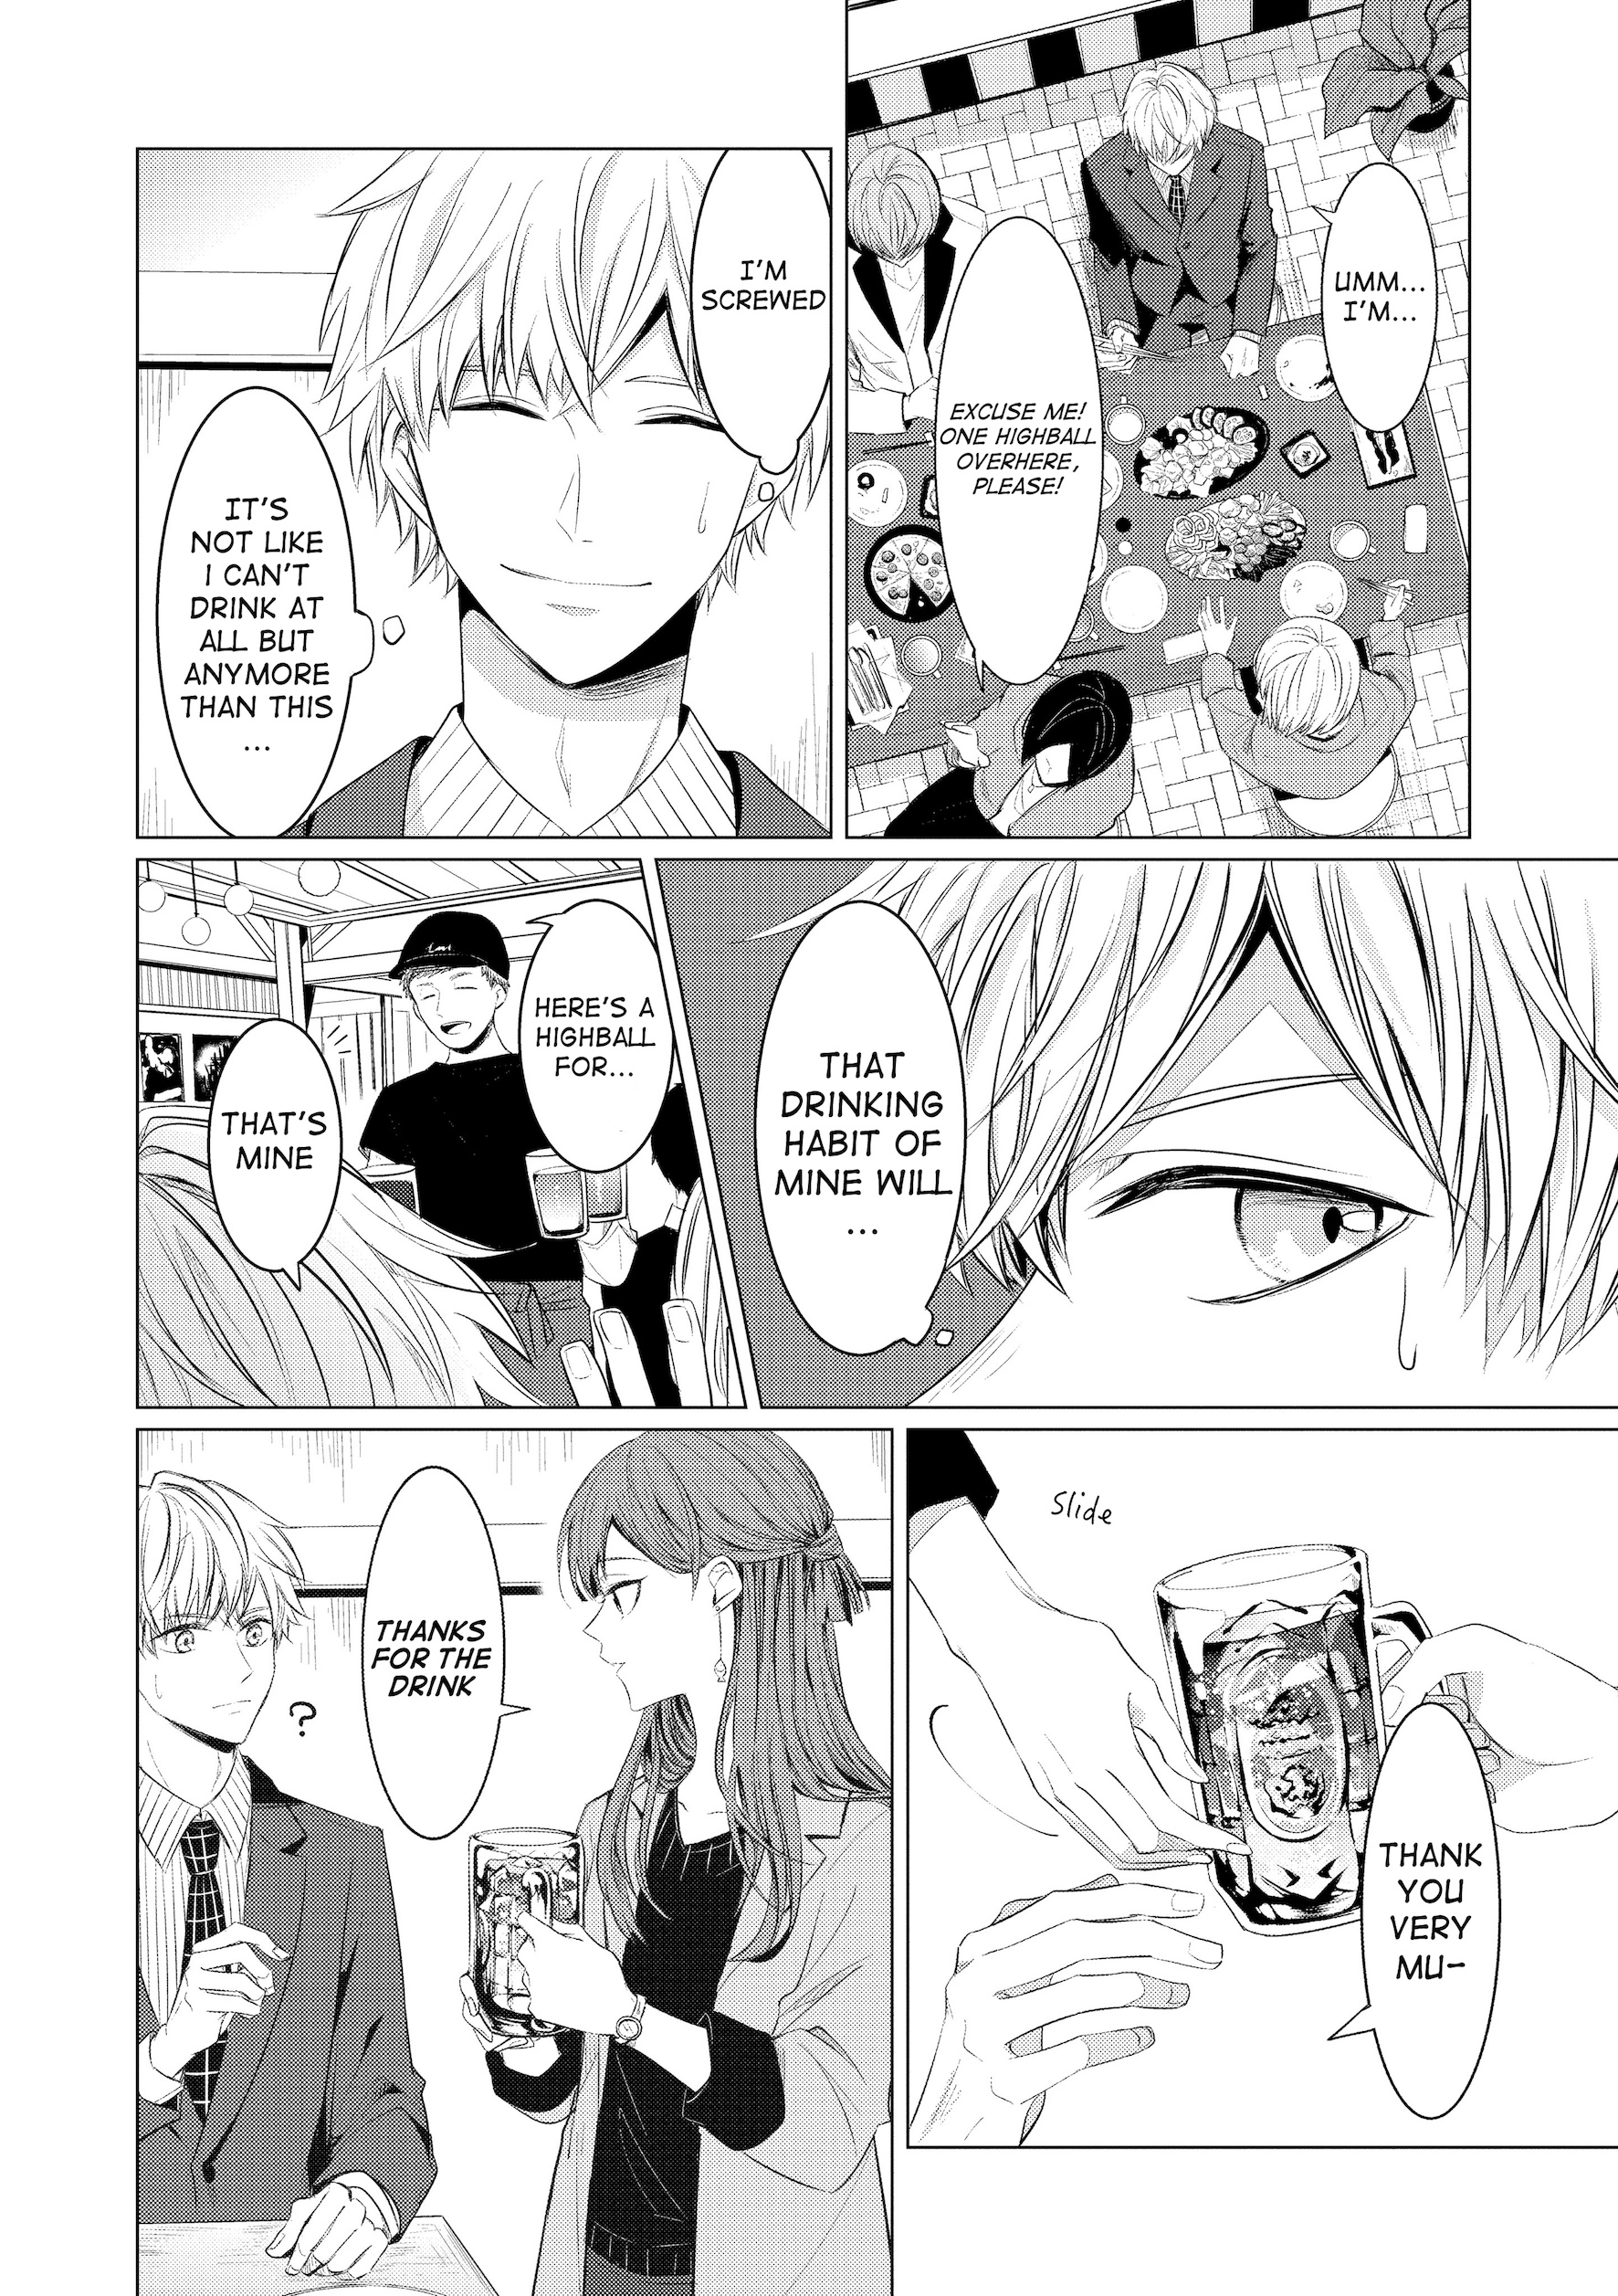 UMM...
I'M...
EXCUSE ME!
ONE HIGHBALL
OVERHERE,
PLEASE!
I'M
SCREWED
IT'S
NOT LIKE
I CAN'T
DRINK AT
ALL BUT
ANYMORE
THAN THIS
...
THAT
DRINKING
HABIT OF
MINE WILL
...
HERE'S A
HIGHBALL
FOR...
THAT'S
MINE
Slide
THANK
YOU
VERY
MU-
THANKS
FOR THE
DRINK
?